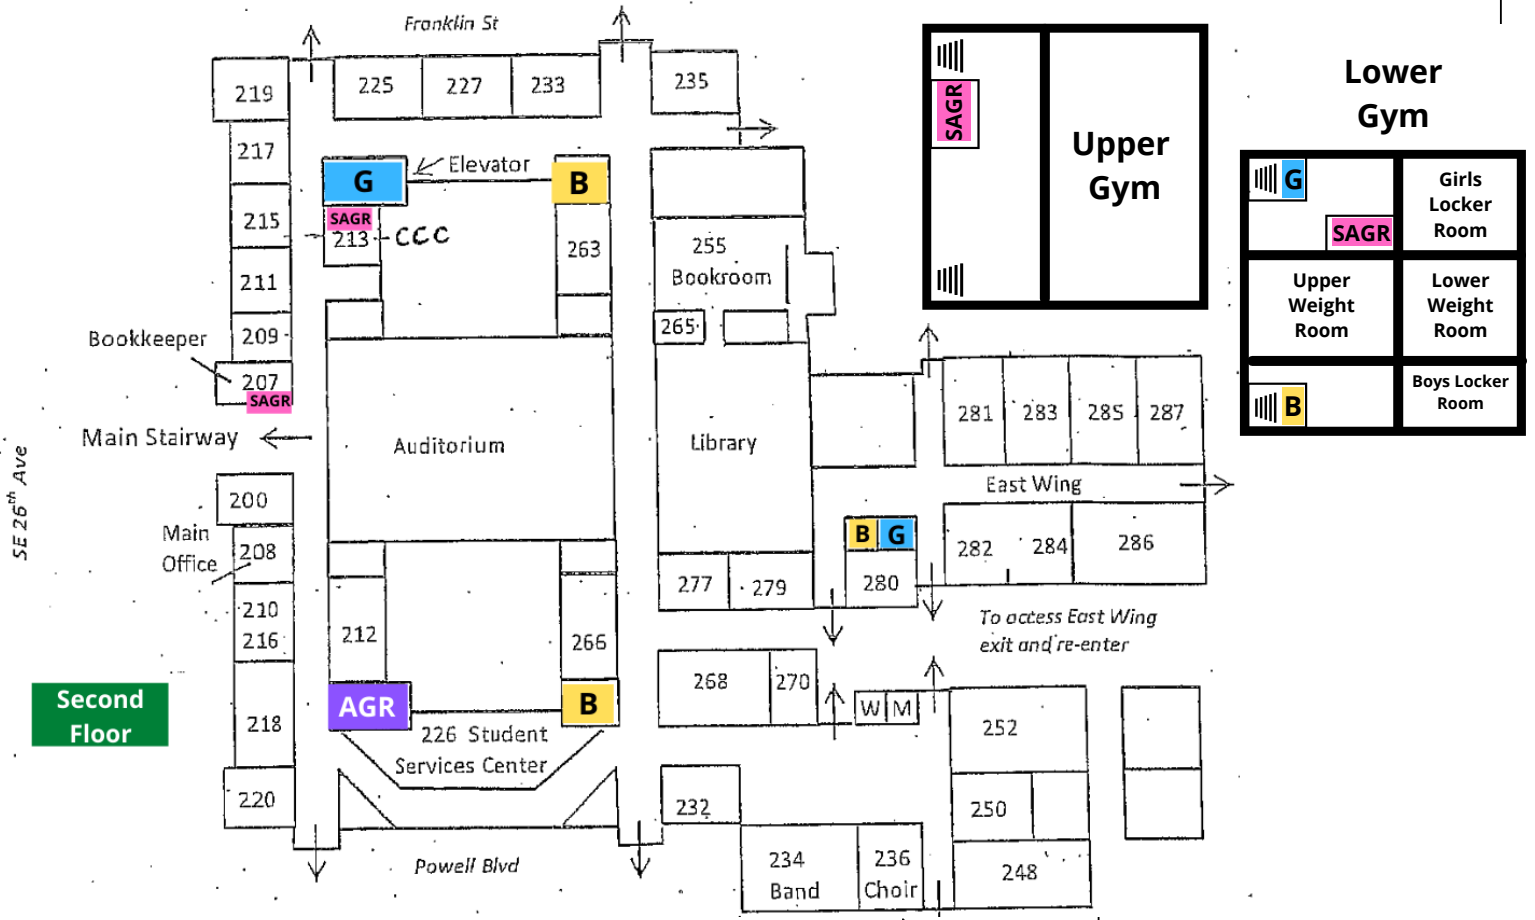 Franklin St
219
225
227
233
235
217
Elevator
G
B
SAGR
215
213 - CCC
263
255
Bookroom
211
265
Bookkeeper
209
207
SAGR
Main Stairway
Auditorium
Library
SE 26th Ave
200
Main
Office
208
210
216
212
266
277
279
B G
280
281
283
285
287
East Wing
282
284
286
To access East Wing
exit and re-enter
268
270
W M
Second
Floor
218
AGR
B
226 Student
Services Center
220
232
252
250
248
234
Band
236
Choir
Powell Blvd
SAGR
Upper
Gym
Lower
Gym
G
SAGR
Girls
Locker
Room
Upper
Weight
Room
Lower
Weight
Room
B
Boys Locker
Room